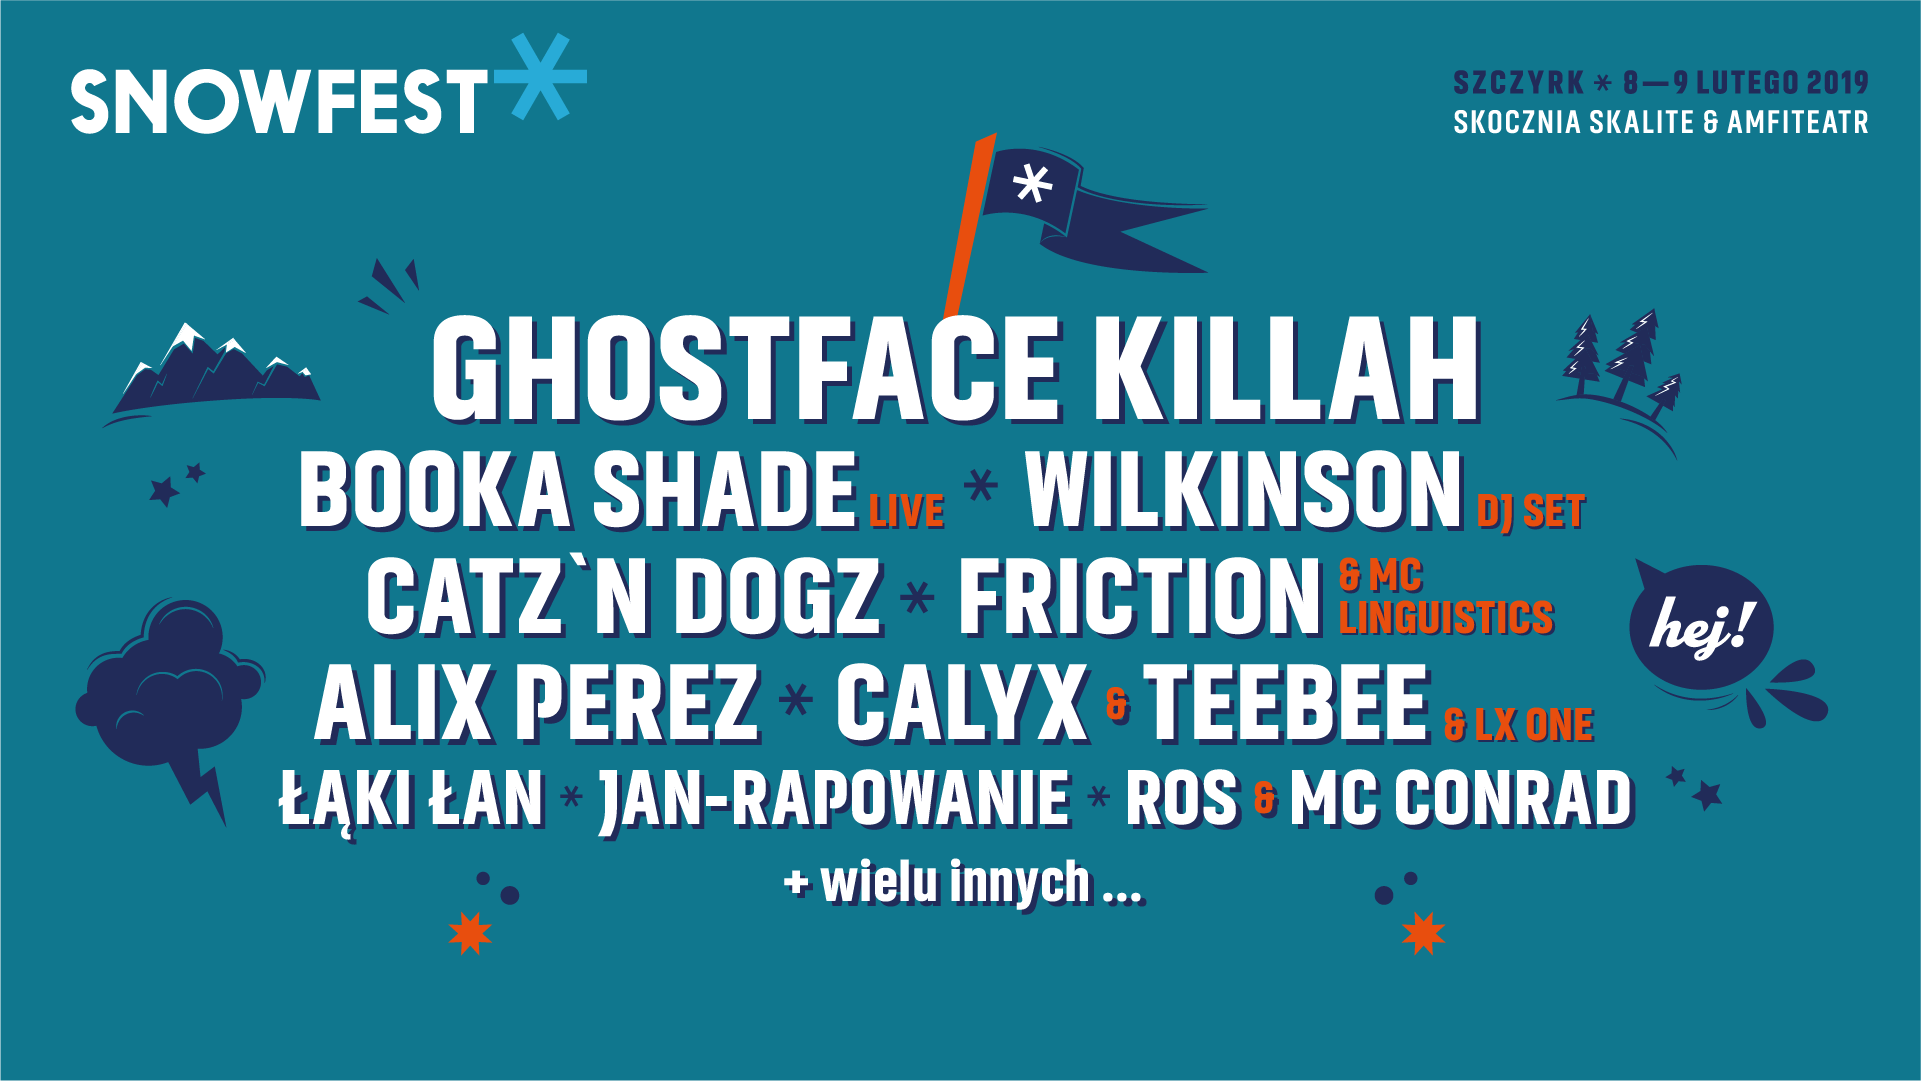 SNOWFEST*
SZCZYRK * 8—9 LUTEGO 2019
SKOCZNIA SKALITE & AMFITEATR
GHOSTFACE KILLAH
BOOKA SHADE LIVE * WILKINSON DJ SET
CATZ`N DOGZ * FRICTION & MC LINGUISTICS
ALIX PEREZ * CALYX & TEEBEE & LX ONE
ŁĄKI ŁAN * JAN-RAPOWANIE * ROS & MC CONRAD
+ wielu innych ...
hej!